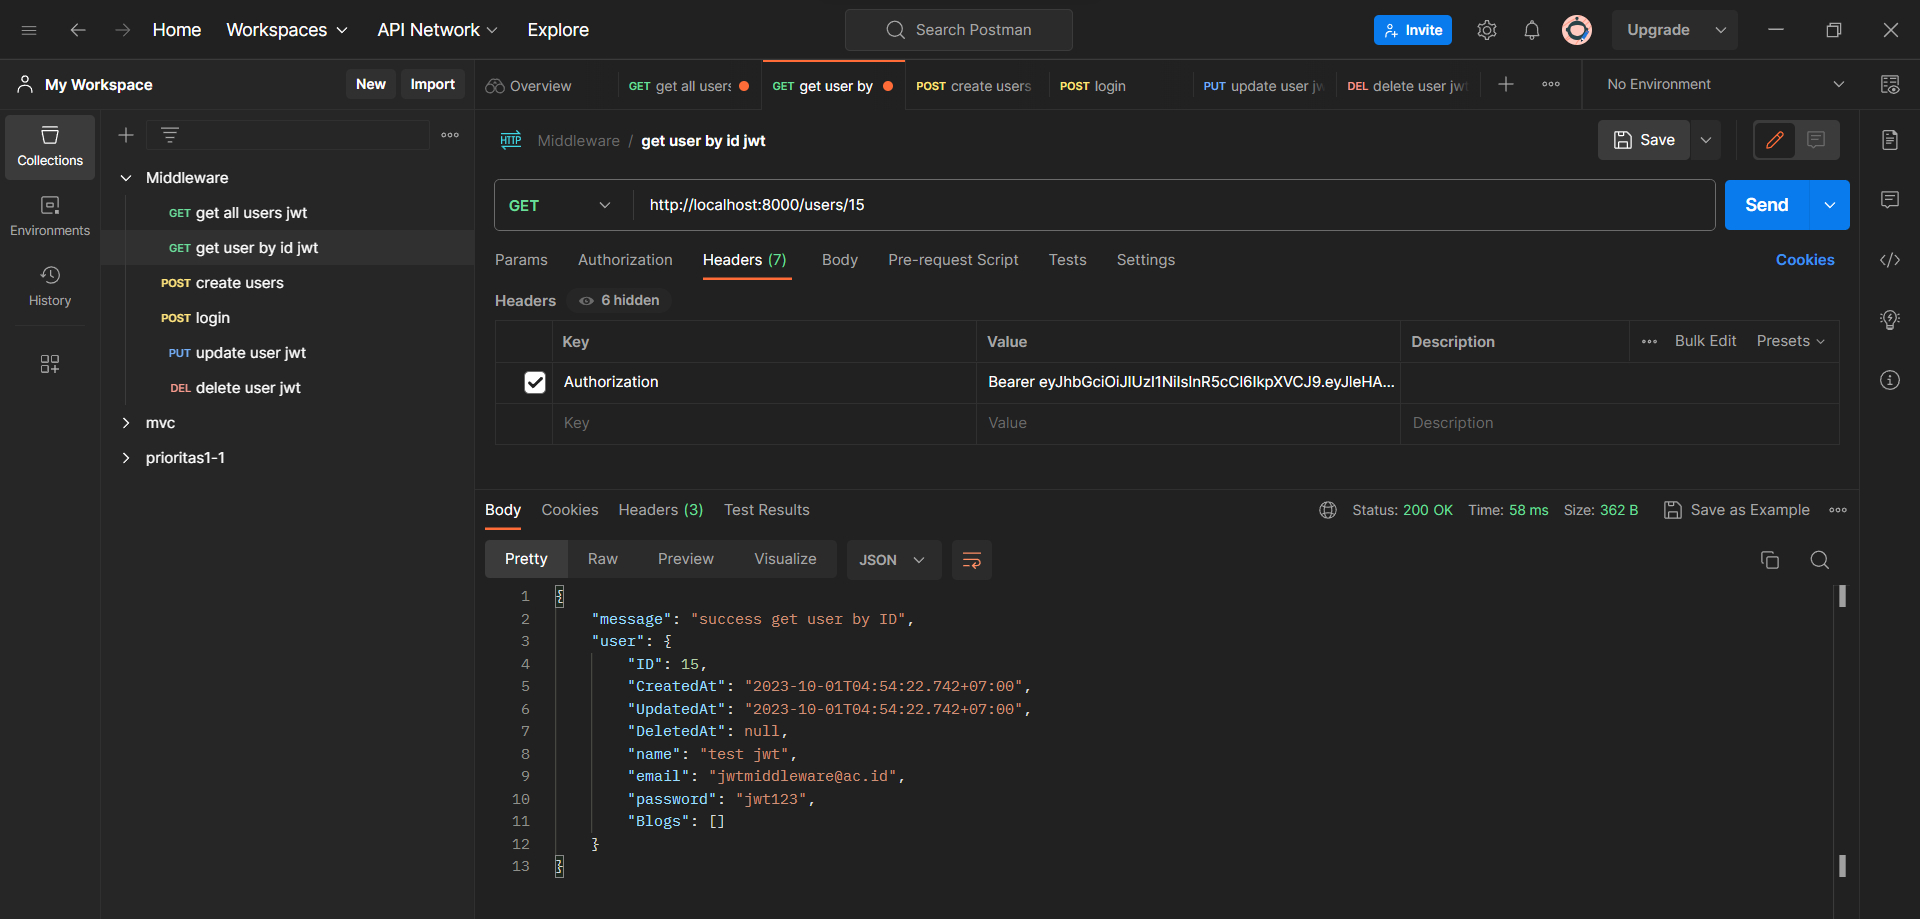 Home Workspaces API Network Explore Search Postman Invite Upgrade
My Workspace New Import Overview GET get all users GET get user by POST create users POST login PUT update user jw DEL delete user jwt No Environment
Collections
Environments
History
Middleware
GET get all users jwt
GET get user by id jwt
POST create users
POST login
PUT update user jwt
DEL delete user jwt
mvc
prioritas1-1
HTTP Middleware / get user by id jwt Save
GET http://localhost:8000/users/15 Send
Params Authorization Headers (7) Body Pre-request Script Tests Settings Cookies
Headers 6 hidden
Key Value Description Bulk Edit Presets
Authorization Bearer eyJhbGciOiJIUzI1NiIsInR5cCI6IkpXVCJ9.eyJleHA...
Key Value Description
Body Cookies Headers (3) Test Results Status: 200 OK Time: 58 ms Size: 362 B Save as Example
Pretty Raw Preview Visualize JSON
1 {
2 "message": "success get user by ID",
3 "user": {
4 "ID": 15,
5 "CreatedAt": "2023-10-01T04:54:22.742+07:00",
6 "UpdatedAt": "2023-10-01T04:54:22.742+07:00",
7 "DeletedAt": null,
8 "name": "test jwt",
9 "email": "jwtmiddleware@ac.id",
10 "password": "jwt123",
11 "Blogs": []
12 }
13 }